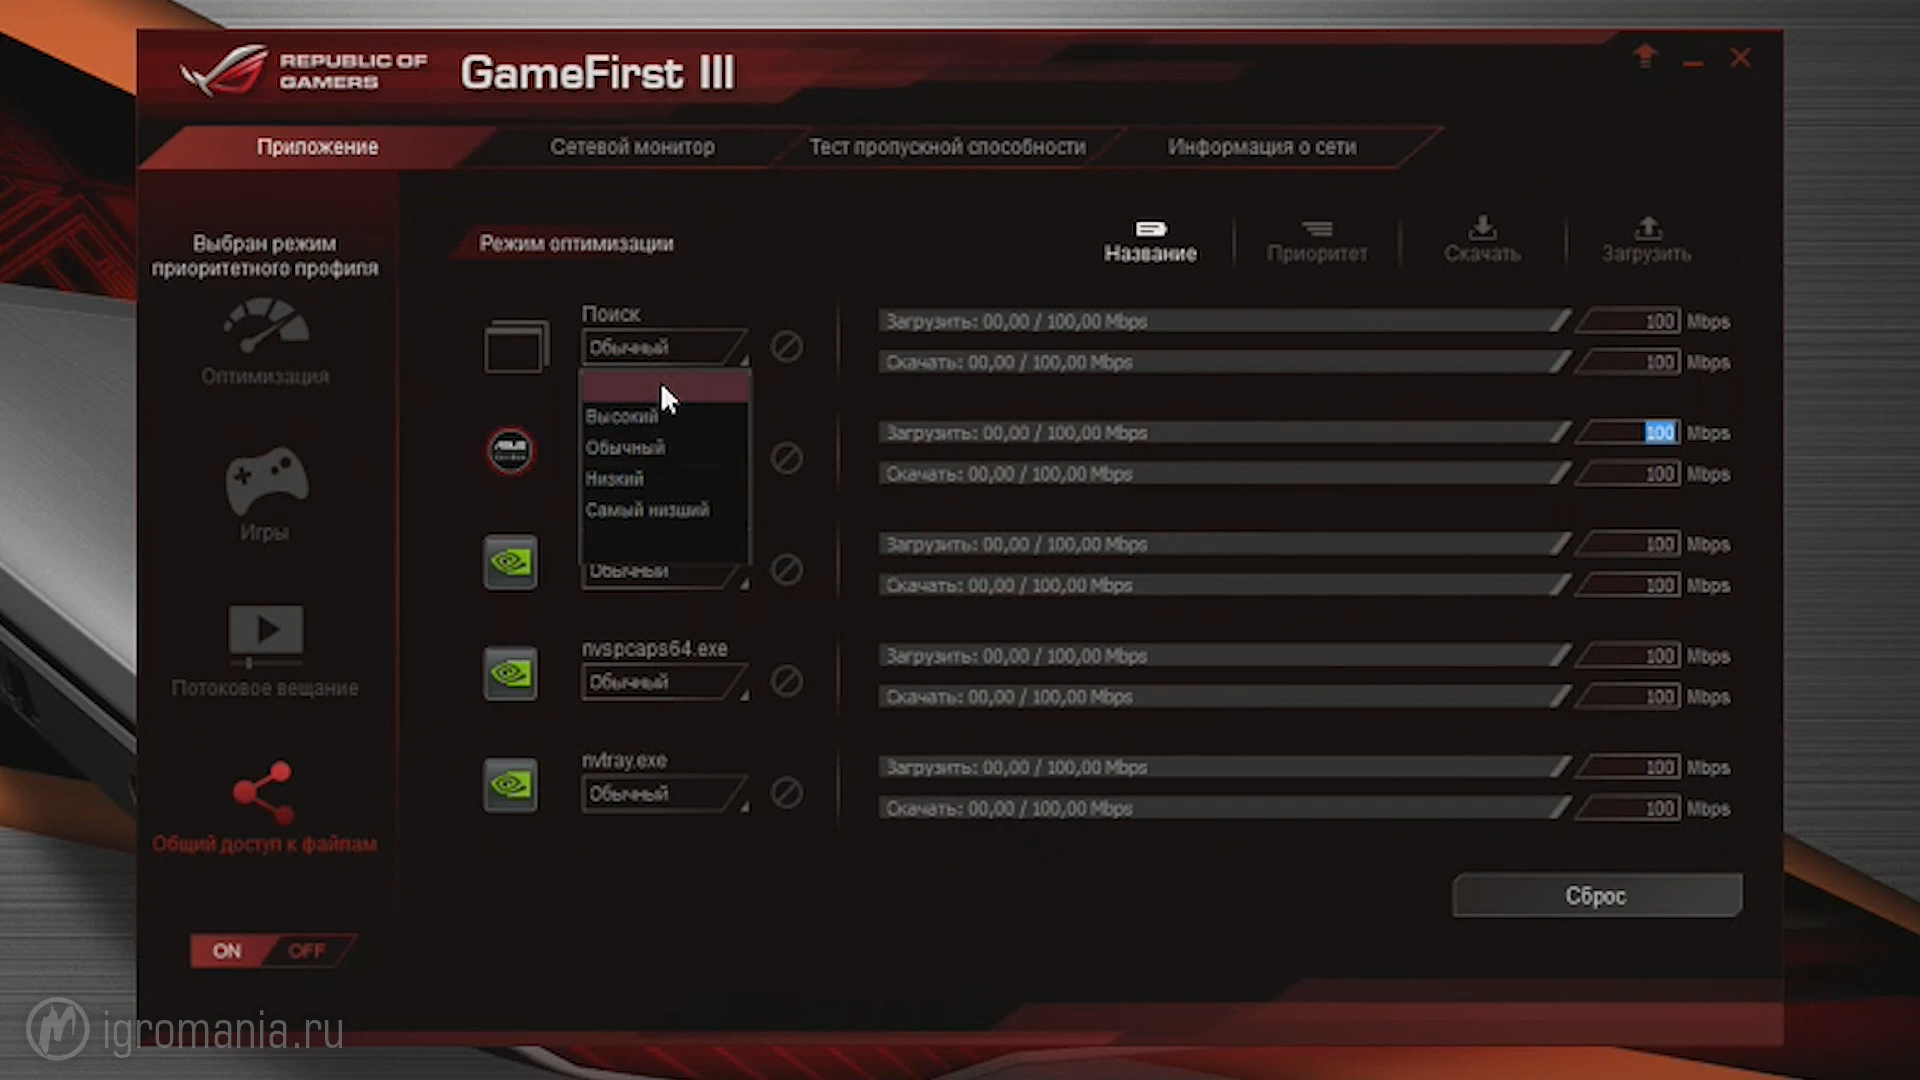 REPUBLIC OF
GAMERS
GameFirst III
Приложение
Сетевой монитор
Тест пропускной способности
Информация о сети
Выбран режим
приоритетного профиля
Оптимизация
Игры
Потоковое вещание
Общий доступ к файлам
ON OFF
Режим оптимизации
Название
Приоритет
Скачать
Загрузить
Поиск
Обычный
Загрузить: 00,00 / 100,00 Mbps
100 Mbps
Скачать: 00,00 / 100,00 Mbps
100 Mbps
Высокий
Обычный
Низкий
Самый низший
ASUS
Загрузить: 00,00 / 100,00 Mbps
100 Mbps
Скачать: 00,00 / 100,00 Mbps
100 Mbps
Обычный
Загрузить: 00,00 / 100,00 Mbps
100 Mbps
Скачать: 00,00 / 100,00 Mbps
100 Mbps
nvspcaps64.exe
Обычный
Загрузить: 00,00 / 100,00 Mbps
100 Mbps
Скачать: 00,00 / 100,00 Mbps
100 Mbps
nvtray.exe
Обычный
Загрузить: 00,00 / 100,00 Mbps
100 Mbps
Скачать: 00,00 / 100,00 Mbps
100 Mbps
Сброс
igromania.ru